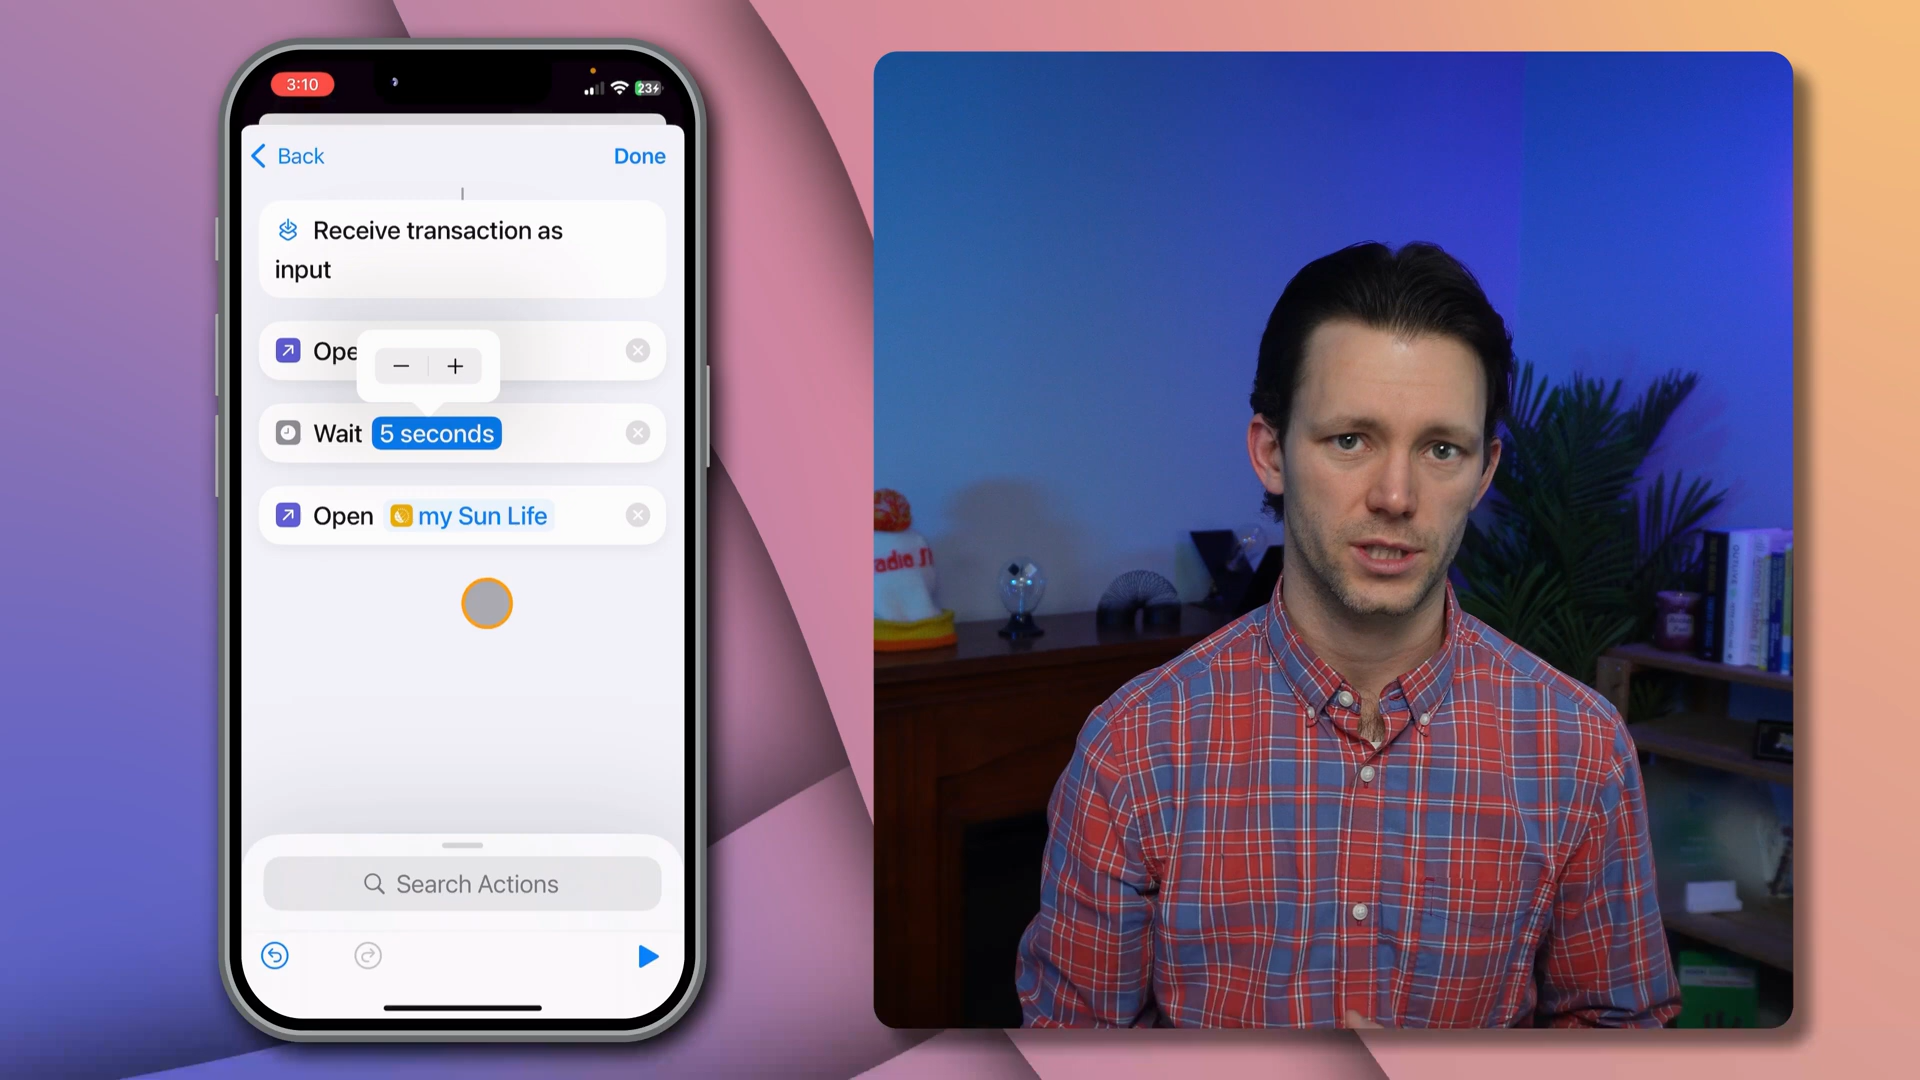 3:10
23
Back
Done
Receive transaction as
input
Ope
Wait 5 seconds
Open my Sun Life
Search Actions